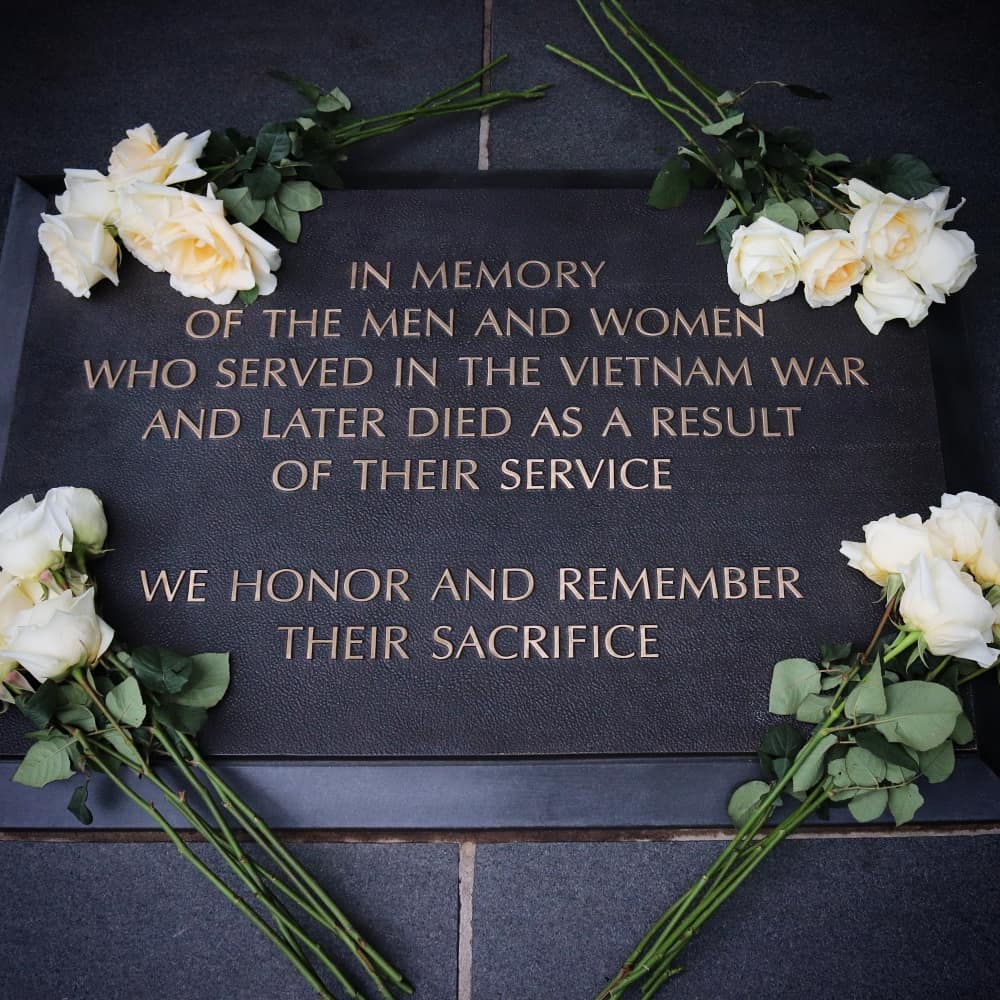 IN MEMORY
OF THE MEN AND WOMEN
WHO SERVED IN THE VIETNAM WAR
AND LATER DIED AS A RESULT
OF THEIR SERVICE
WE HONOR AND REMEMBER
THEIR SACRIFICE